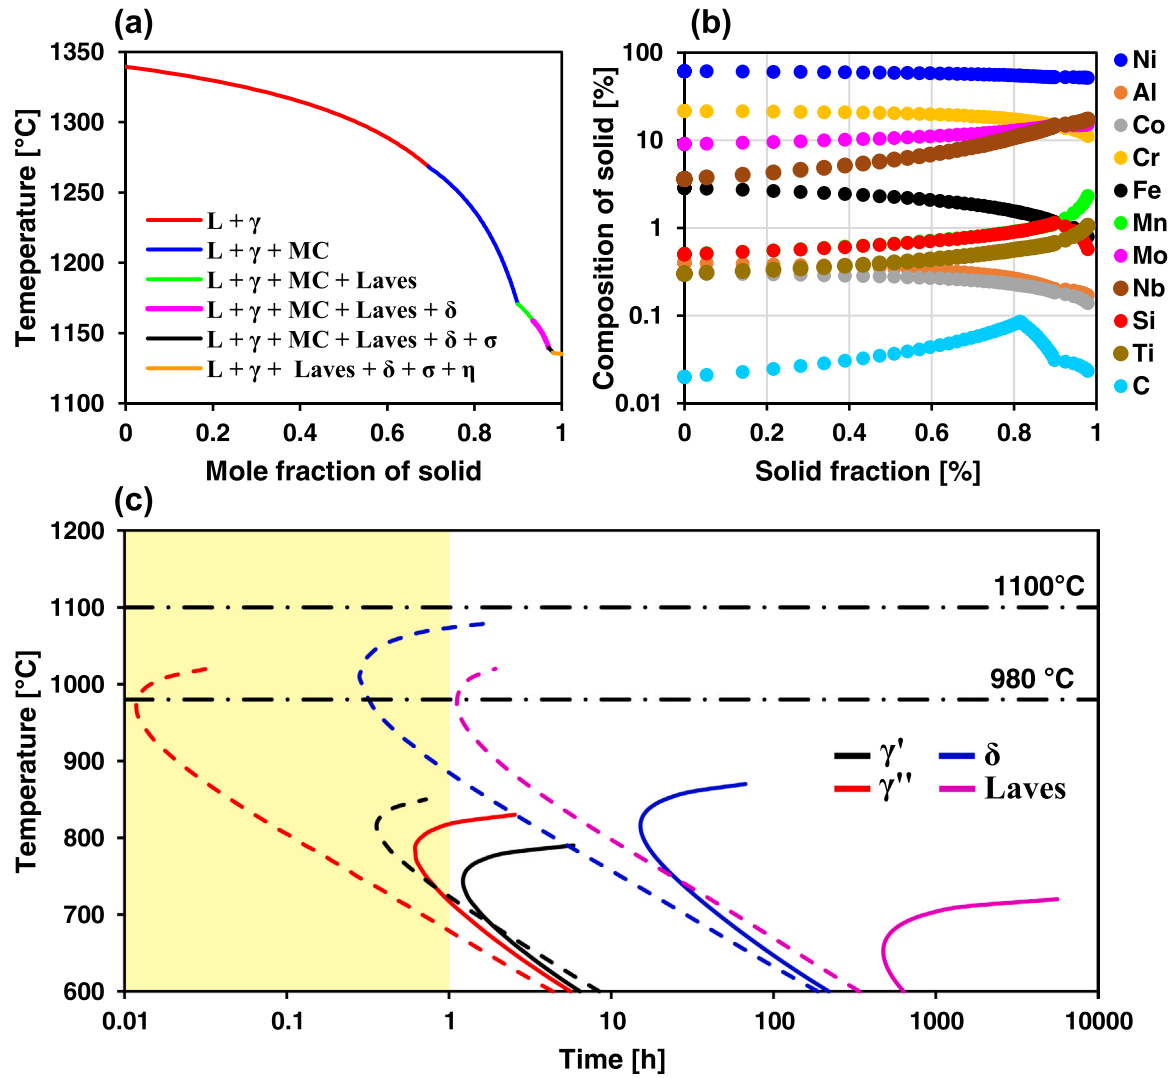 (a)
1350
1300
1250
1200
1150
1100
Temeperature [°C]
L + γ
L + γ + MC
L + γ + MC + Laves
L + γ + MC + Laves + δ
L + γ + MC + Laves + δ + σ
L + γ + Laves + δ + σ + η
0
0.2
0.4
0.6
0.8
1
Mole fraction of solid
(b)
100
10
1
0.1
0.01
Composition of solid [%]
0
0.2
0.4
0.6
0.8
1
Solid fraction [%]
Ni
Al
Co
Cr
Fe
Mn
Mo
Nb
Si
Ti
C
(c)
1200
1100
1000
900
800
700
600
Temperature [°C]
1100°C
980 °C
γ'
δ
γ''
Laves
0.01
0.1
1
10
100
1000
10000
Time [h]